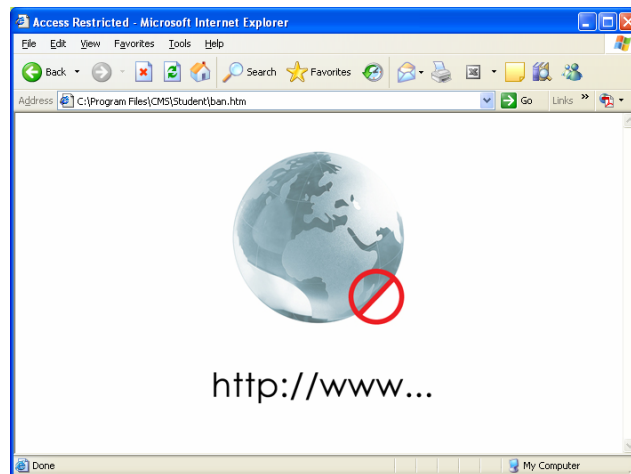 Access Restricted - Microsoft Internet Explorer
File Edit View Favorites Tools Help
Back Search Favorites
Address C:\Program Files\CMS\Student\ban.htm Go Links »
http://www...
Done My Computer